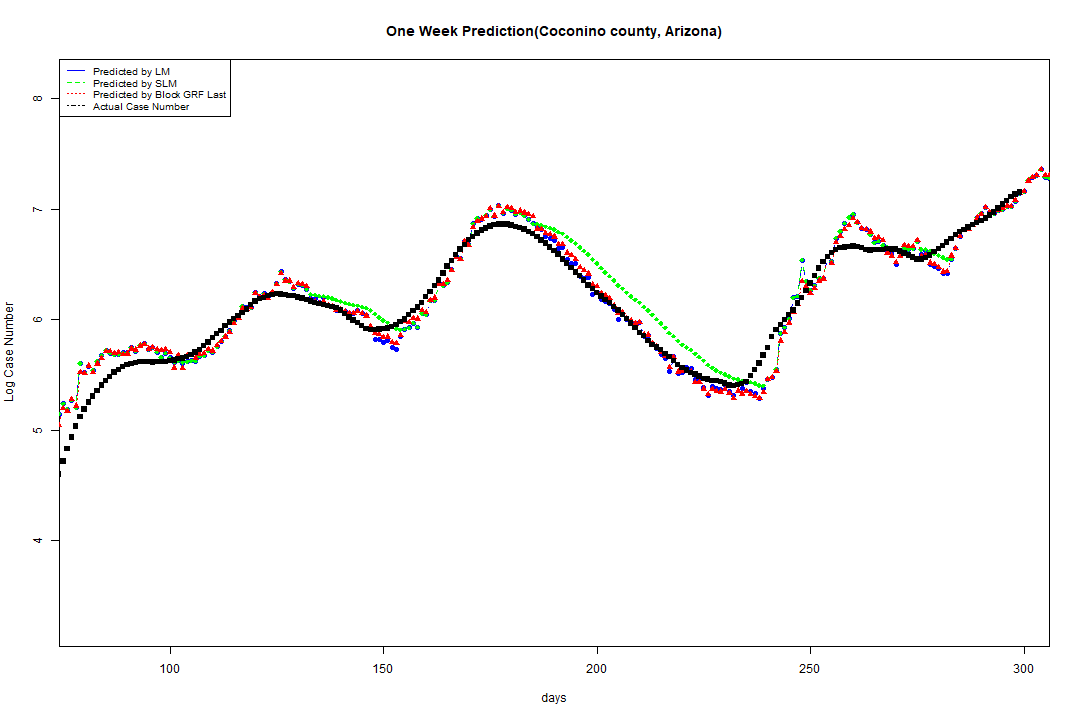 One Week Prediction(Coconino county, Arizona)
Predicted by LM
Predicted by SLM
Predicted by Block GRF Last
Actual Case Number
8
7
6
5
4
Log Case Number
100 150 200 250 300
days